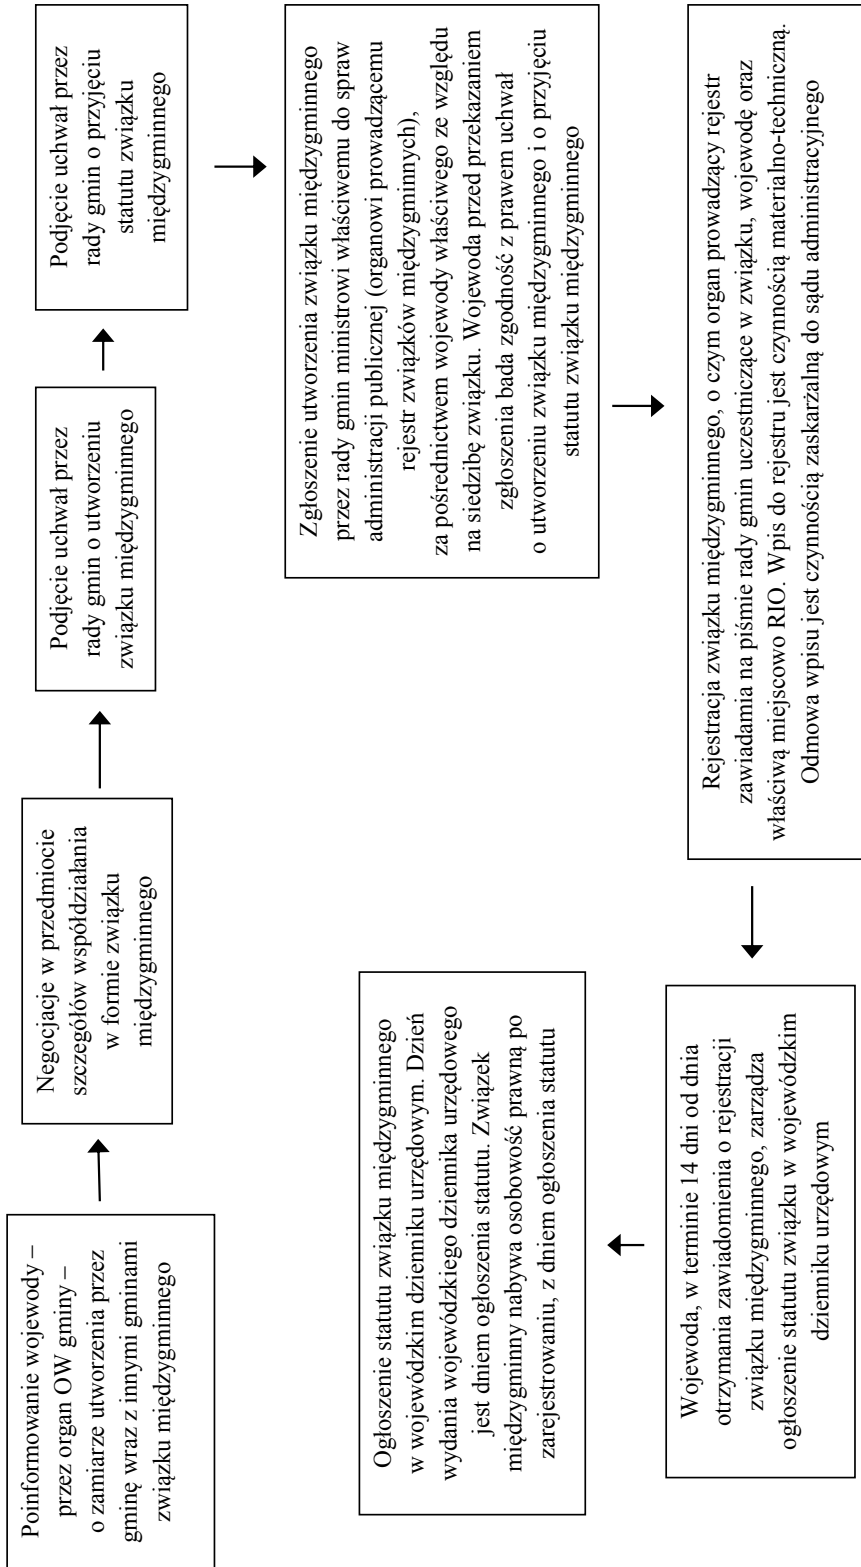 Poinformowanie wojewody –
przez organ OW gminy –
o zamiarze utworzenia przez
gminę wraz z innymi gminami
związku międzygminnego
Negocjacje w przedmiocie
szczegółów współdziałania
w formie związku
międzygminnego
Podjęcie uchwał przez
rady gmin o utworzeniu
związku międzygminnego
Podjęcie uchwał przez
rady gmin o przyjęciu
statutu związku
międzygminnego
Zgłoszenie utworzenia związku międzygminnego
przez rady gmin ministrowi właściwemu do spraw
administracji publicznej (organowi prowadzącemu
rejestr związków międzygminnych),
za pośrednictwem wojewody właściwego ze względu
na siedzibę związku. Wojewoda przed przekazaniem
zgłoszenia bada zgodność z prawem uchwał
o utworzeniu związku międzygminnego i o przyjęciu
statutu związku międzygminnego
Rejestracja związku międzygminnego, o czym organ prowadzący rejestr
zawiadamia na piśmie rady gmin uczestniczące w związku, wojewodę oraz
właściwą miejscowo RIO. Wpis do rejestru jest czynnością materialno-techniczną.
Odmowa wpisu jest czynnością zaskarżalną do sądu administracyjnego
Wojewoda, w terminie 14 dni od dnia
otrzymania zawiadomienia o rejestracji
związku międzygminnego, zarządza
ogłoszenie statutu związku w wojewódzkim
dzienniku urzędowym
Ogłoszenie statutu związku międzygminnego
w wojewódzkim dzienniku urzędowym. Dzień
wydania wojewódzkiego dziennika urzędowego
jest dniem ogłoszenia statutu. Związek
międzygminny nabywa osobowość prawną po
zarejestrowaniu, z dniem ogłoszenia statutu